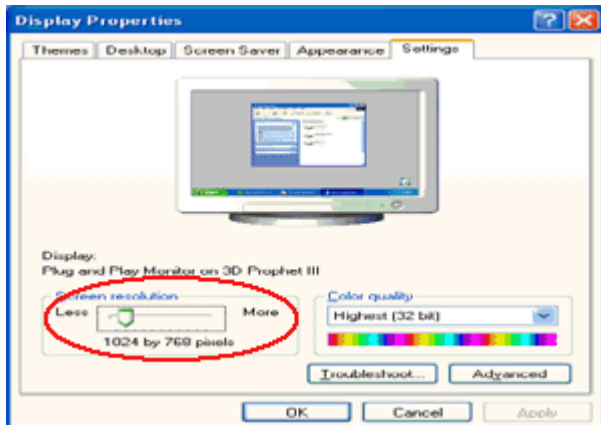 Display Properties
Themes Desktop Screen Saver Appearance Settings
Display:
Plug and Play Monitor on 3D Prophet III
Screen resolution
Less More
1024 by 768 pixels
Color quality
Highest (32 bit)
Troubleshoot... Advanced
OK Cancel Apply